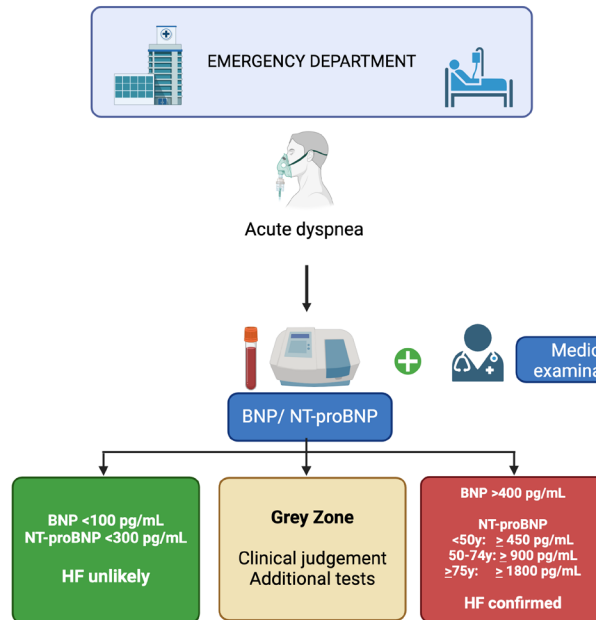 EMERGENCY DEPARTMENT
Acute dyspnea
BNP/ NT-proBNP
Medic
examina
BNP <100 pg/mL
NT-proBNP <300 pg/mL
HF unlikely
Grey Zone
Clinical judgement
Additional tests
BNP >400 pg/mL
NT-proBNP
<50y: ≥ 450 pg/mL
50-74y: ≥ 900 pg/mL
≥75y: ≥ 1800 pg/mL
HF confirmed